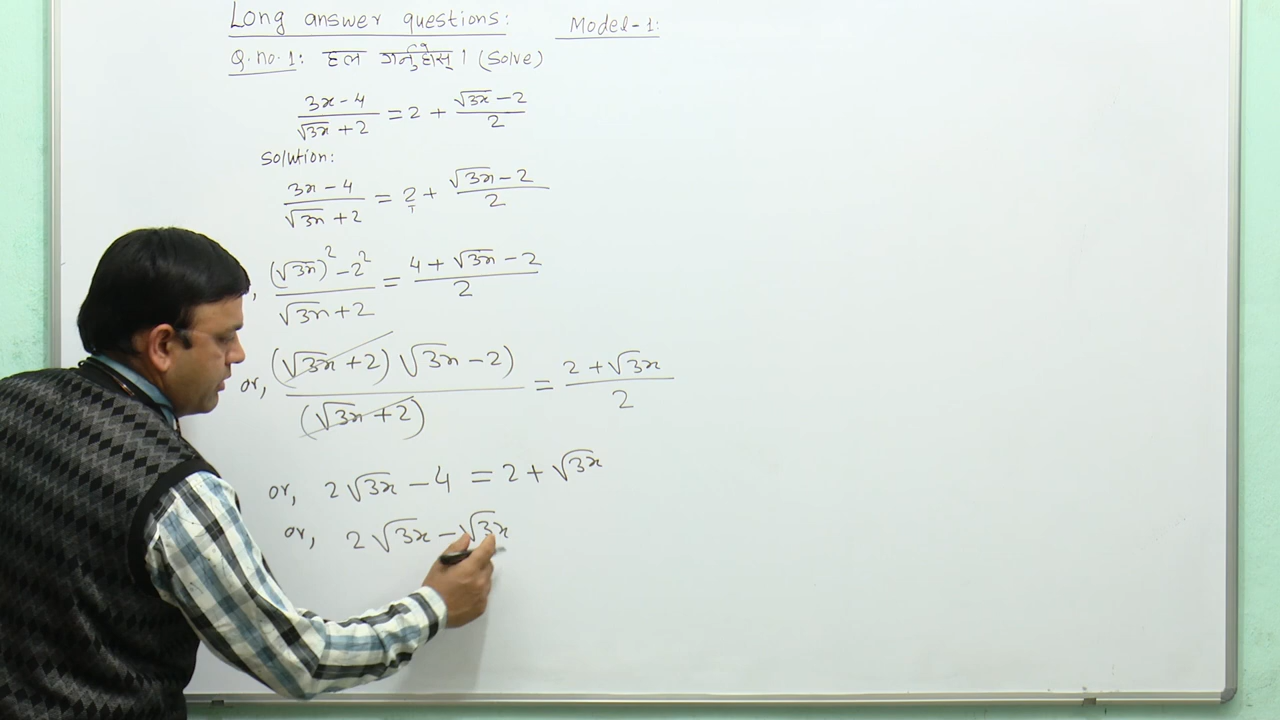 Long answer questions: Model-1:
Q.no.1: हल गर्नुहोस् । (Solve)
(3x-4)/(√3x+2) = 2 + (√3x-2)/2
Solution:
(3x-4)/(√3x+2) = 2/1 + (√3x-2)/2
, ((√3x)²-2²)/(√3x+2) = (4+√3x-2)/2
or, ((√3x+2)(√3x-2))/((√3x+2)) = (2+√3x)/2
or, 2√3x-4 = 2+√3x
or, 2√3x-√3x